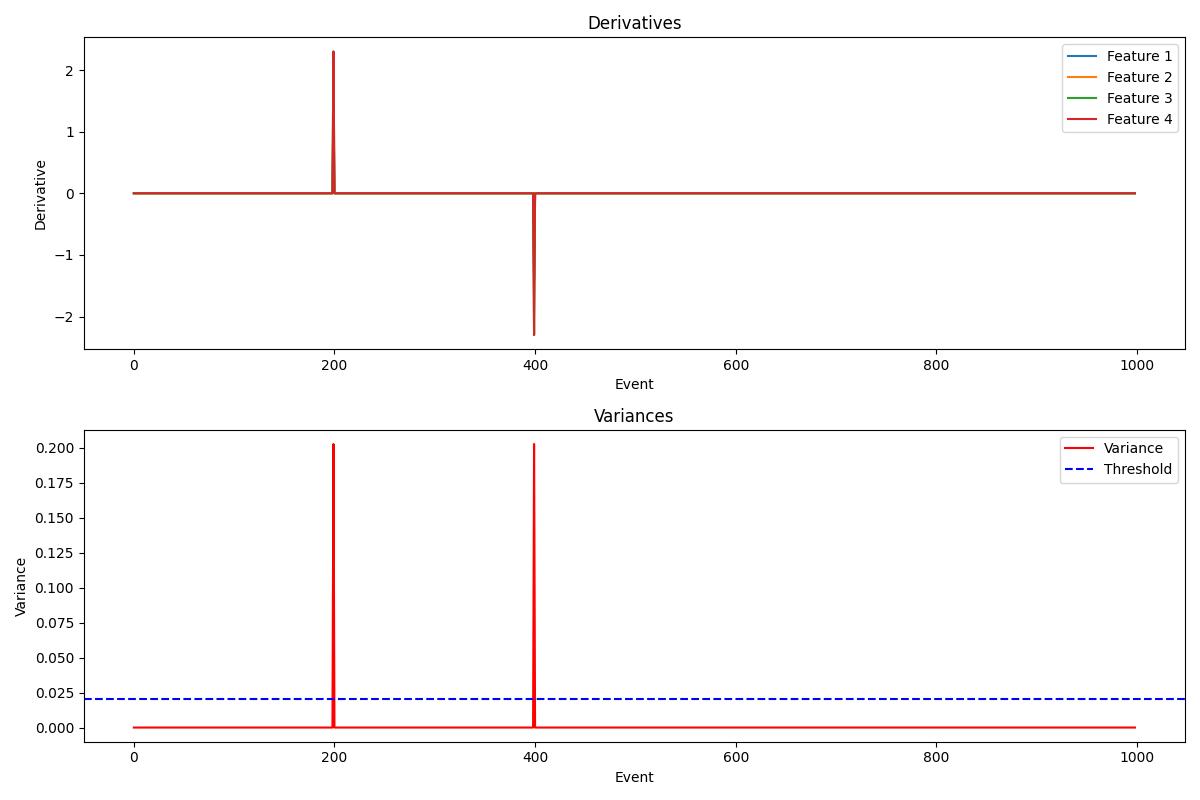 Derivatives
Derivative
2
1
0
−1
−2
Feature 1
Feature 2
Feature 3
Feature 4
0 200 400 600 800 1000
Event
Variances
Variance
0.200
0.175
0.150
0.125
0.100
0.075
0.050
0.025
0.000
Variance
Threshold
0 200 400 600 800 1000
Event